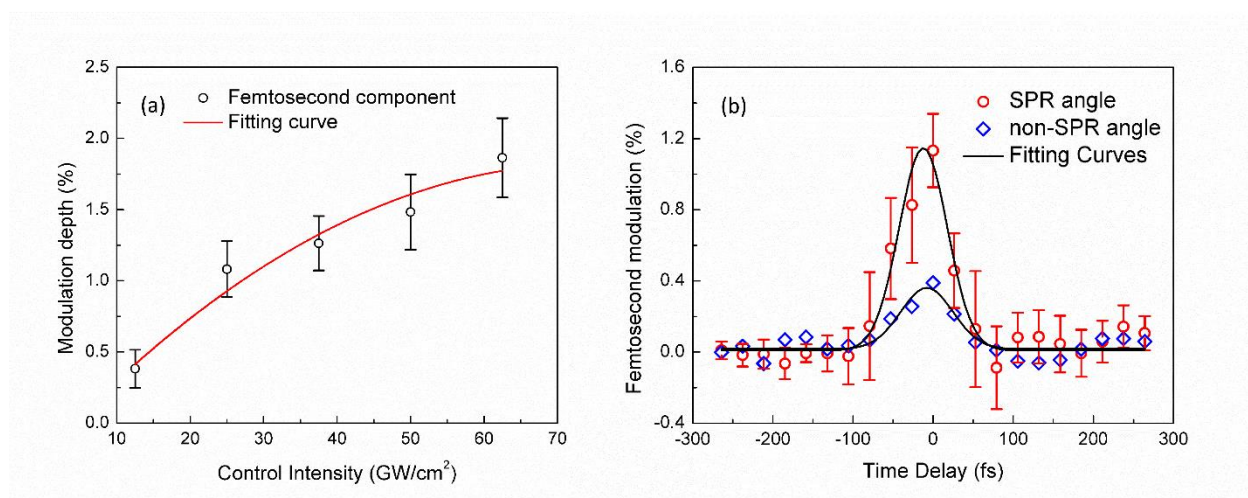 (a)
Femtosecond component
Fitting curve
2.5
2.0
1.5
1.0
0.5
0.0
Modulation depth (%)
10 20 30 40 50 60 70
Control Intensity (GW/cm²)
(b)
SPR angle
non-SPR angle
Fitting Curves
1.6
1.2
0.8
0.4
0.0
-0.4
Femtosecond modulation (%)
-300 -200 -100 0 100 200 300
Time Delay (fs)